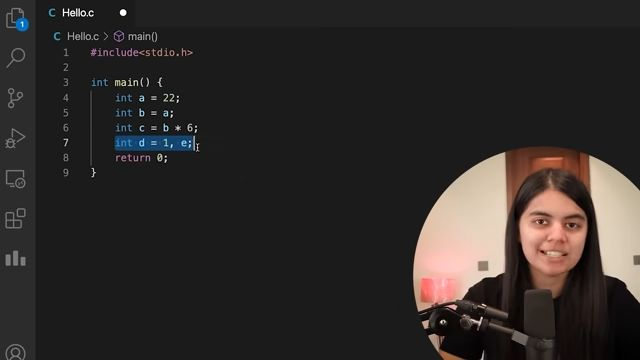 Hello.c
1
C Hello.c > main()
1 #include<stdio.h>
2
3 int main() {
4 int a = 22;
5 int b = a;
6 int c = b * 6;
7 int d = 1, e;
8 return 0;
9 }